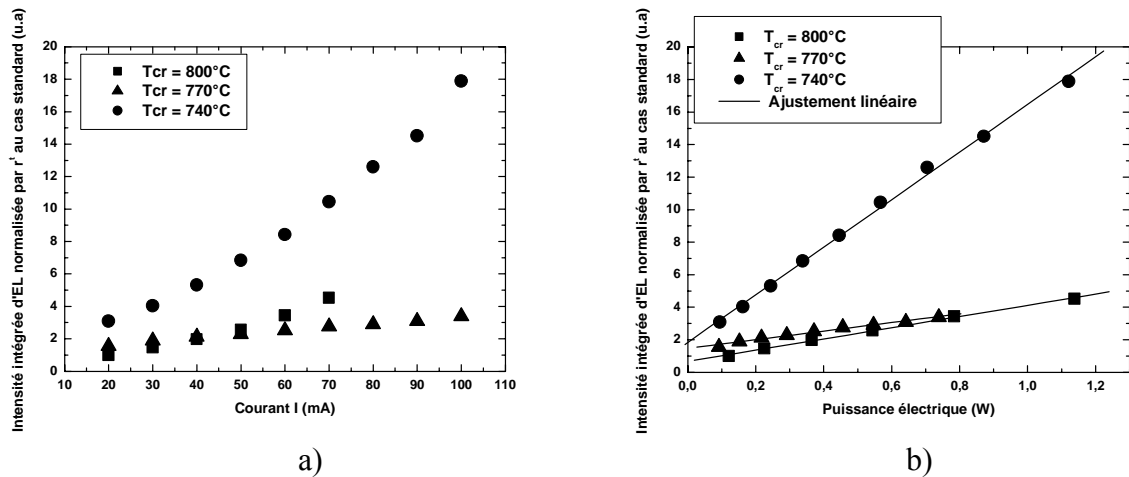 Intensité intégrée d'EL normalisée par rᵗ au cas standard (u.a)
20
18
16
14
12
10
8
6
4
2
0
Tcr = 800°C
Tcr = 770°C
Tcr = 740°C
10 20 30 40 50 60 70 80 90 100 110
Courant I (mA)
a)
Intensité intégrée d'EL normalisée par rᵗ au cas standard (u.a)
20
18
16
14
12
10
8
6
4
2
0
Tcr = 800°C
Tcr = 770°C
Tcr = 740°C
Ajustement linéaire
0,0 0,2 0,4 0,6 0,8 1,0 1,2
Puissance électrique (W)
b)